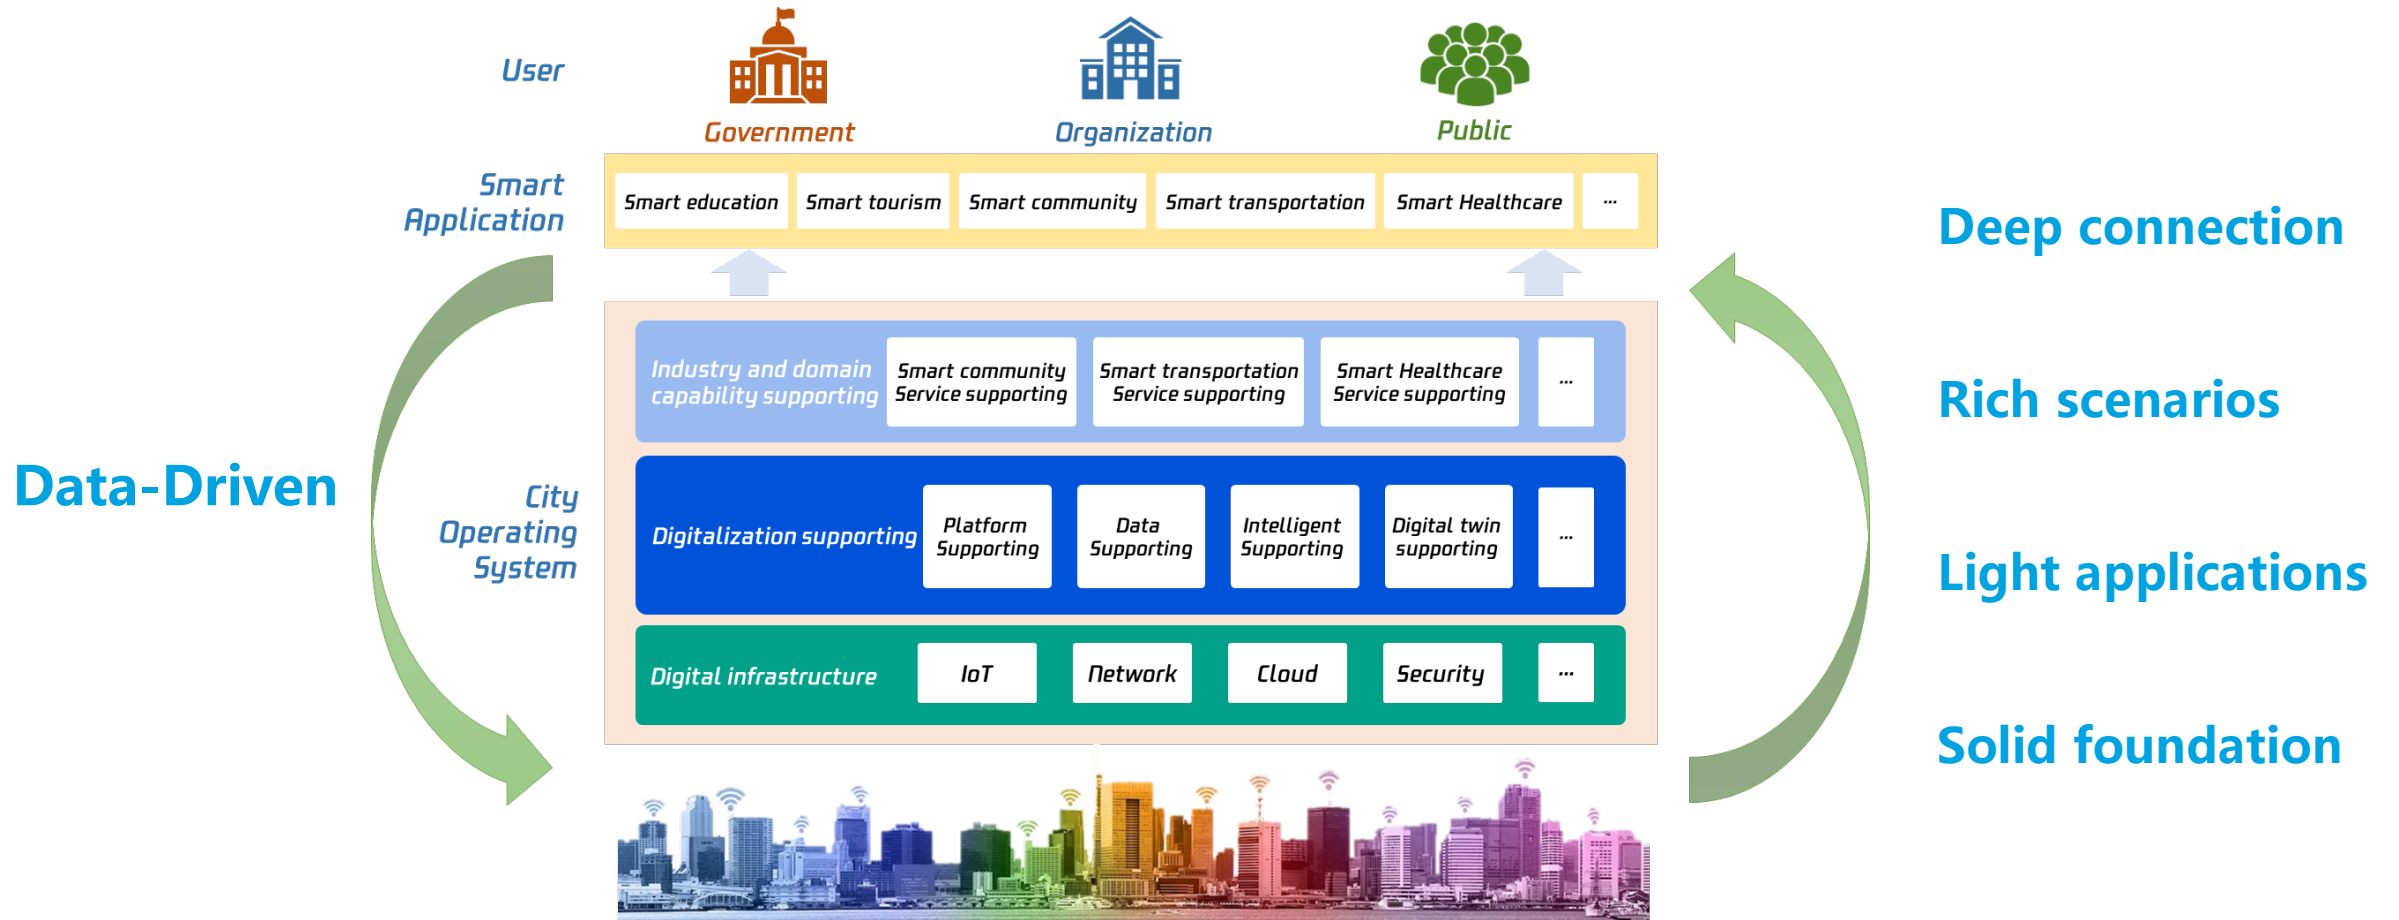 User
Government
Organization
Public
Smart
Application
Smart education
Smart tourism
Smart community
Smart transportation
Smart Healthcare
...
Industry and domain
capability supporting
Smart community
Service supporting
Smart transportation
Service supporting
Smart Healthcare
Service supporting
...
City
Operating
System
Digitalization supporting
Platform
Supporting
Data
Supporting
Intelligent
Supporting
Digital twin
supporting
...
Digital infrastructure
IoT
Network
Cloud
Security
...
Data-Driven
Deep connection
Rich scenarios
Light applications
Solid foundation